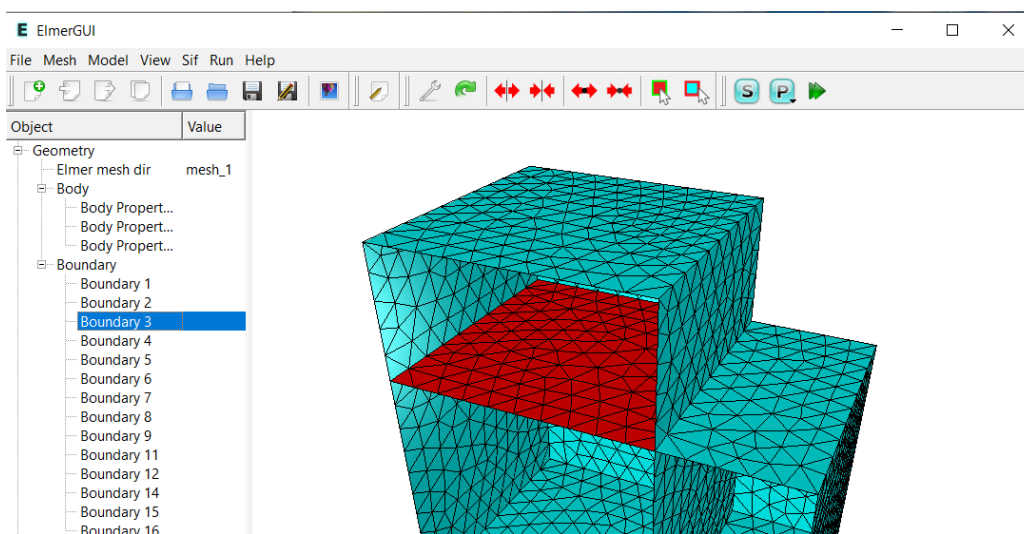 E ElmerGUI
File Mesh Model View Sif Run Help
S P
Object Value
Geometry
Elmer mesh dir mesh_1
Body
Body Propert...
Body Propert...
Body Propert...
Boundary
Boundary 1
Boundary 2
Boundary 3
Boundary 4
Boundary 5
Boundary 6
Boundary 7
Boundary 8
Boundary 9
Boundary 11
Boundary 12
Boundary 14
Boundary 15
Boundary 16